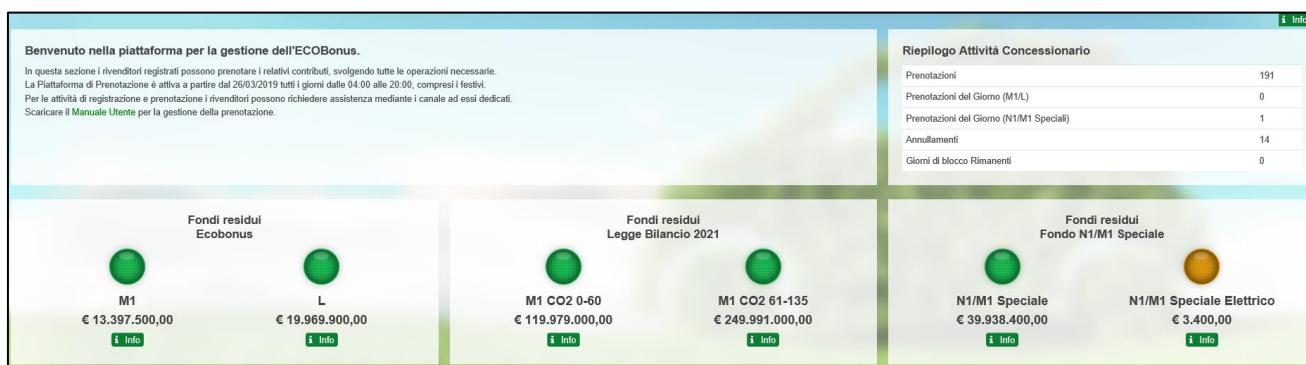 i Info
Benvenuto nella piattaforma per la gestione dell'ECOBonus.
In questa sezione i rivenditori registrati possono prenotare i relativi contributi, svolgendo tutte le operazioni necessarie.
La Piattaforma di Prenotazione è attiva a partire dal 26/03/2019 tutti i giorni dalle 04:00 alle 20:00, compresi i festivi.
Per le attività di registrazione e prenotazione i rivenditori possono richiedere assistenza mediante i canale ad essi dedicati.
Scaricare il Manuale Utente per la gestione della prenotazione.
Riepilogo Attività Concessionario
Prenotazioni 191
Prenotazioni del Giorno (M1/L) 0
Prenotazioni del Giorno (N1/M1 Speciali) 1
Annullamenti 14
Giorni di blocco Rimanenti 0
Fondi residui
Ecobonus
M1 L
€ 13.397.500,00 € 19.969.900,00
i Info i Info
Fondi residui
Legge Bilancio 2021
M1 CO2 0-60 M1 CO2 61-135
€ 119.979.000,00 € 249.991.000,00
i Info i Info
Fondi residui
Fondo N1/M1 Speciale
N1/M1 Speciale N1/M1 Speciale Elettrico
€ 39.938.400,00 € 3.400,00
i Info i Info